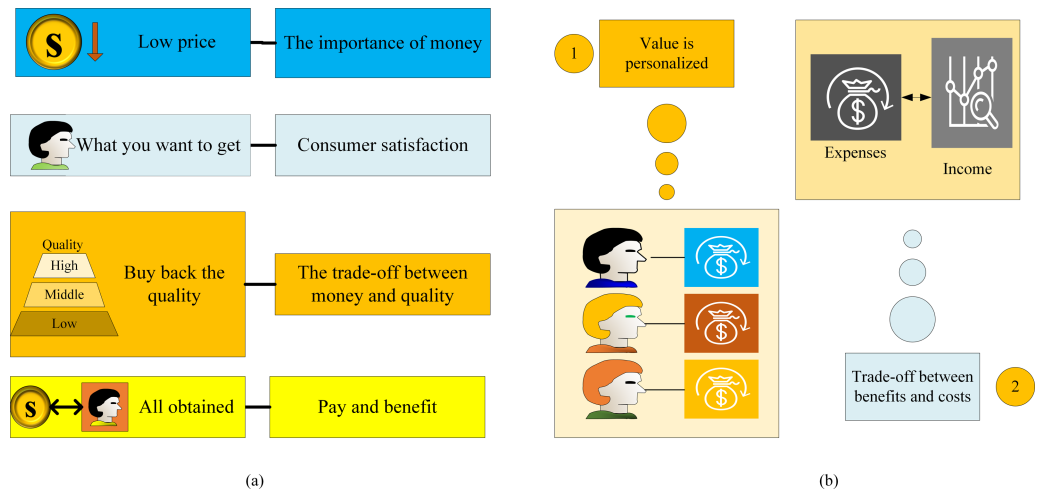 S
Low price
The importance of money
What you want to get
Consumer satisfaction
Quality
High
Middle
Low
Buy back the
quality
The trade-off between
money and quality
S
All obtained
Pay and benefit
(a)
1
Value is
personalized
$
$
$
$
Expenses
Income
Trade-off between
benefits and costs
2
(b)